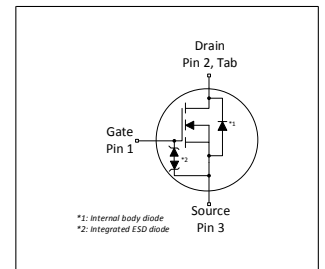 Drain
Pin 2, Tab
*1
Gate
Pin 1
*2
*1: Internal body diode
*2: Integrated ESD diode
Source
Pin 3